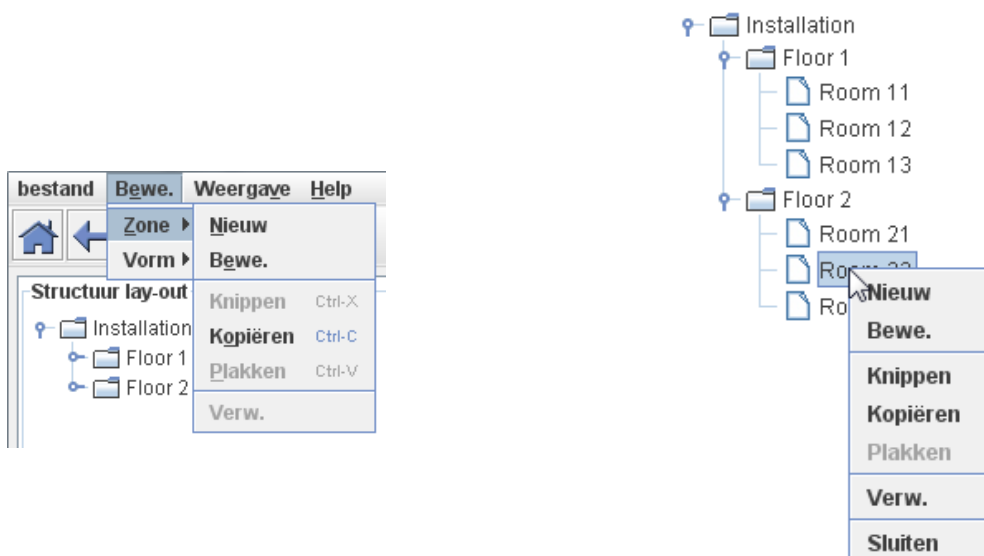 bestand Bewe. Weergave Help
Zone Nieuw
Vorm Bewe.
Structuur lay-out
Knippen Ctrl-X
Installation
Kopiëren Ctrl-C
Floor 1
Plakken Ctrl-V
Floor 2
Verw.
Installation
Floor 1
Room 11
Room 12
Room 13
Floor 2
Room 21
Nieuw
Bewe.
Knippen
Kopiëren
Plakken
Verw.
Sluiten